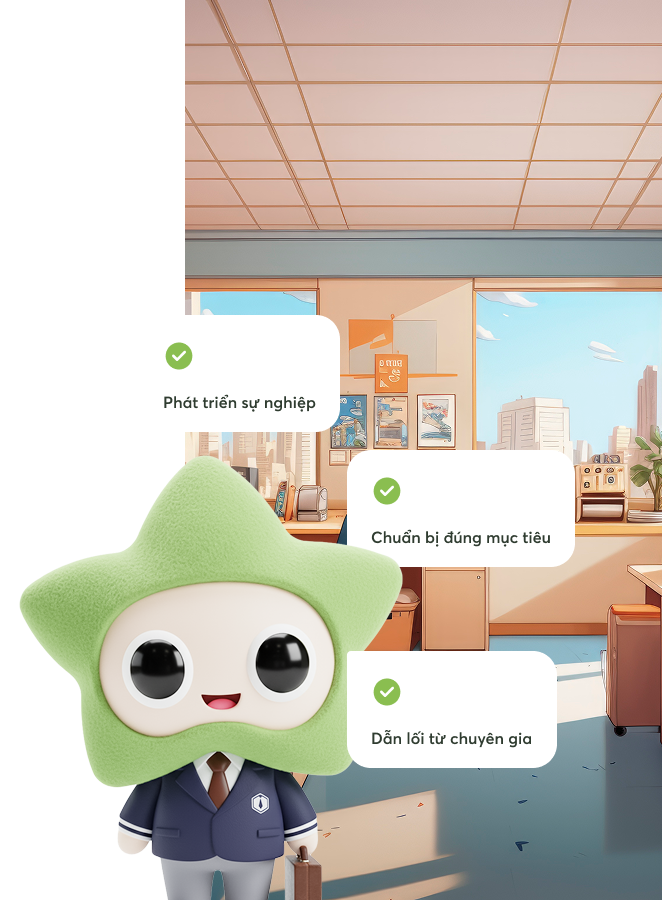 Phát triển sự nghiệp
Chuẩn bị đúng mục tiêu
Dẫn lối từ chuyên gia